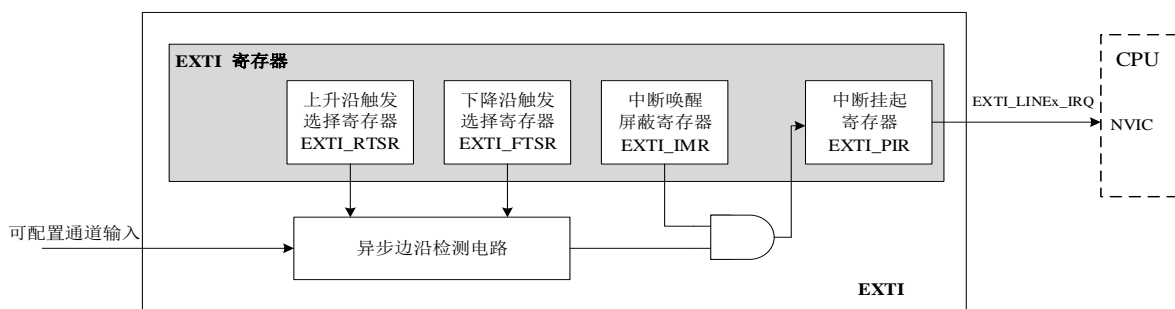 EXTI 寄存器
上升沿触发
选择寄存器
EXTI_RTSR
下降沿触发
选择寄存器
EXTI_FTSR
中断唤醒
屏蔽寄存器
EXTI_IMR
中断挂起
寄存器
EXTI_PIR
EXTI_LINEx_IRQ
CPU
NVIC
可配置通道输入
异步边沿检测电路
EXTI